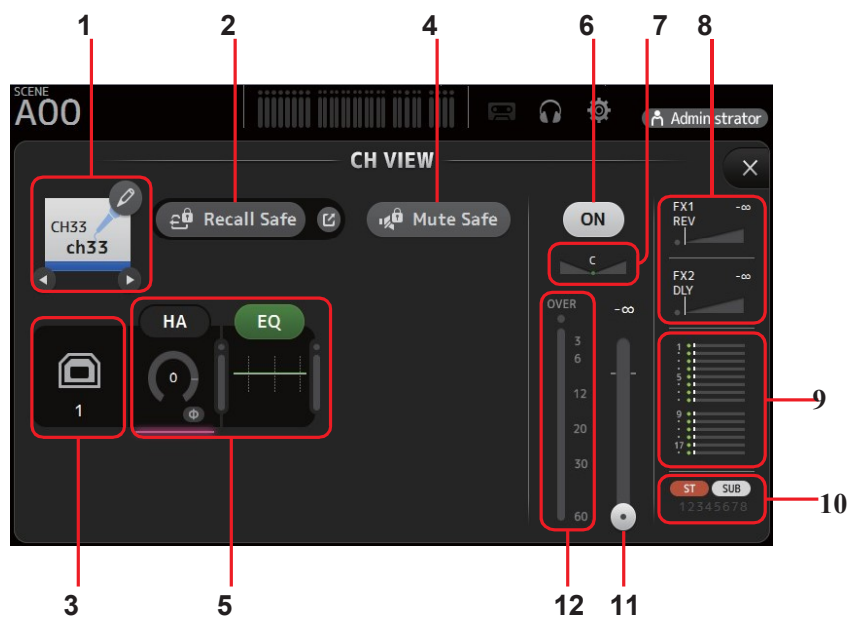 1 2 4 6 7 8
SCENE
A00
Administrator
CH VIEW
CH33
ch33
Recall Safe
Mute Safe
ON
C
FX1 -∞
REV
FX2 -∞
DLY
HA EQ
0
Φ
1
OVER -∞
3
6
12
20
30
60
1
5
9
17
ST SUB
12345678
9
10
3 5 12 11